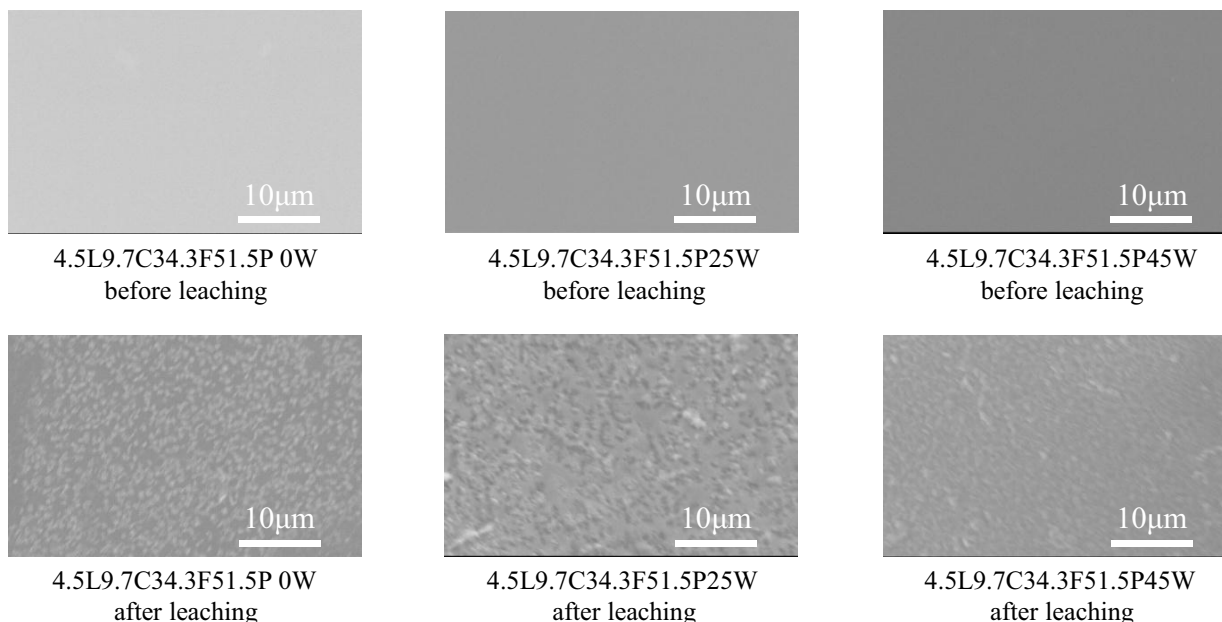 10μm
10μm
10μm
4.5L9.7C34.3F51.5P 0W
before leaching
4.5L9.7C34.3F51.5P25W
before leaching
4.5L9.7C34.3F51.5P45W
before leaching
10μm
10μm
10μm
4.5L9.7C34.3F51.5P 0W
after leaching
4.5L9.7C34.3F51.5P25W
after leaching
4.5L9.7C34.3F51.5P45W
after leaching